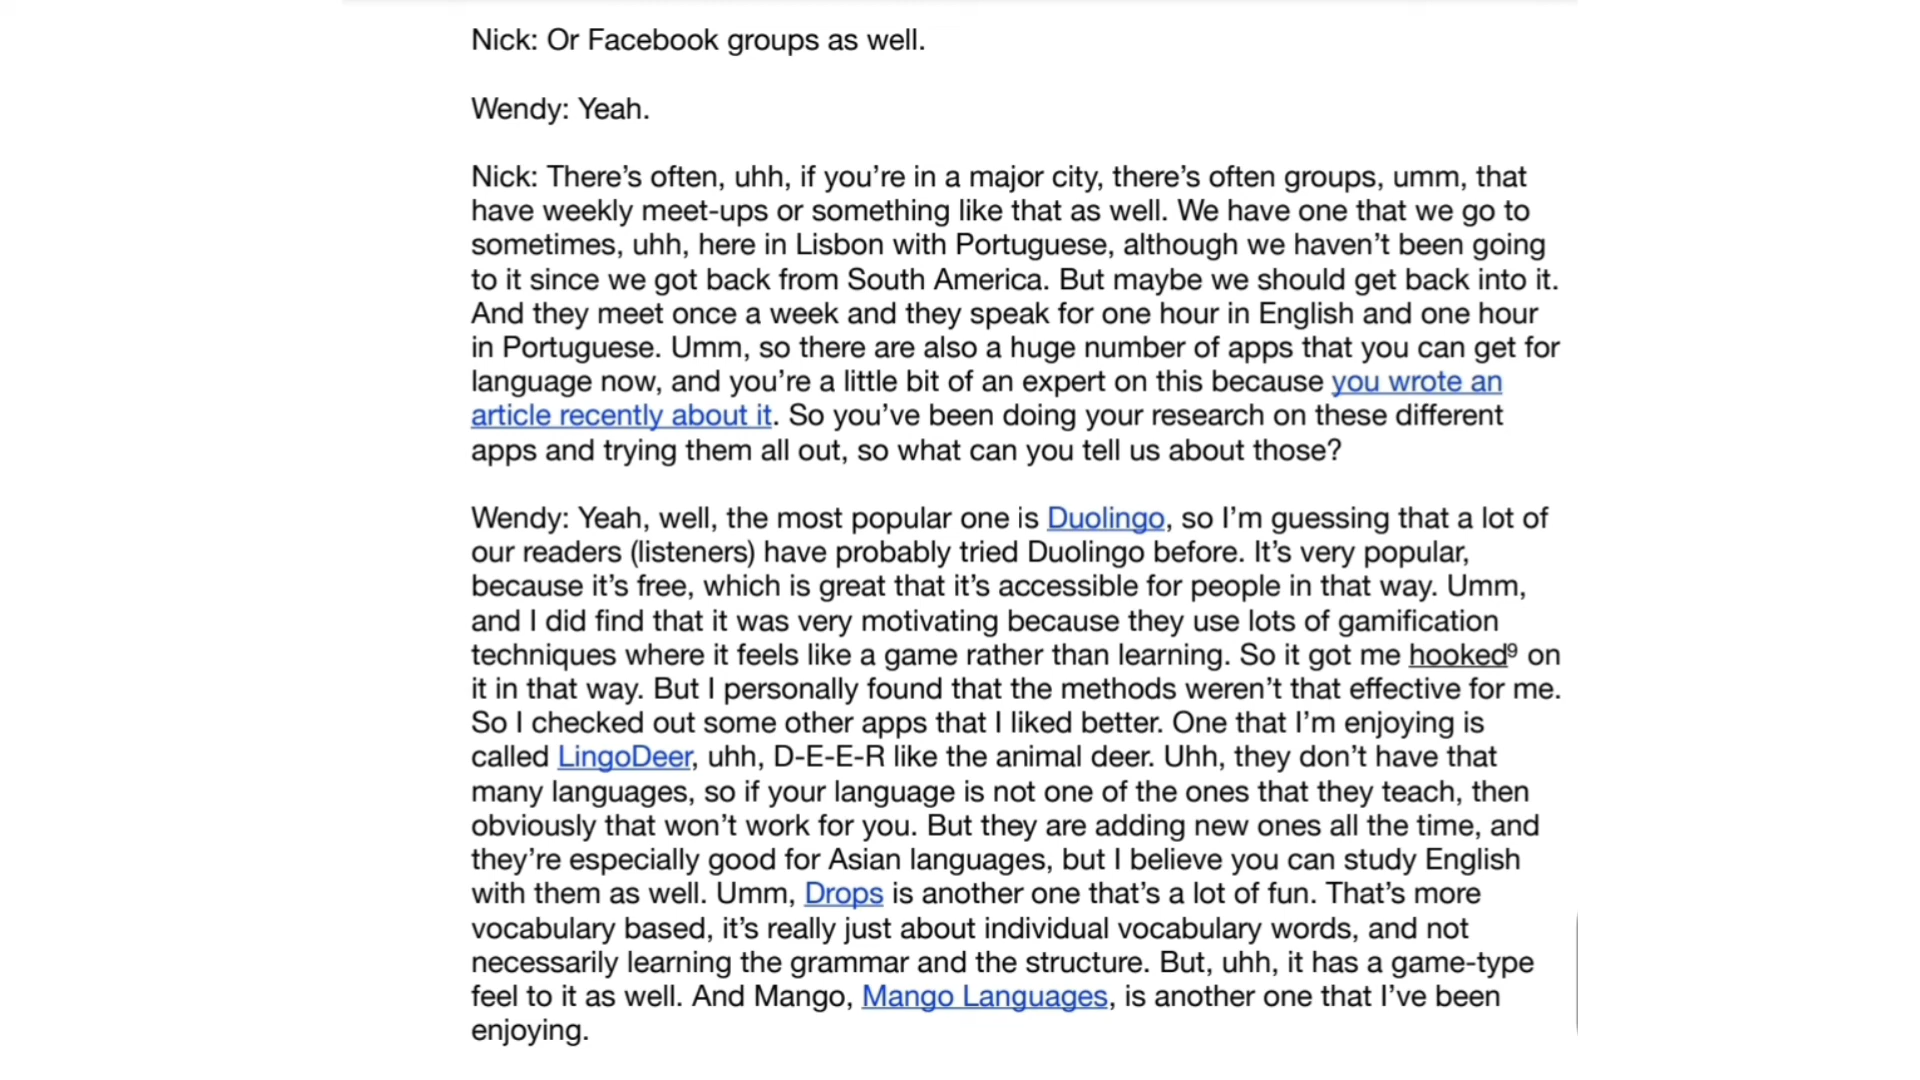 Nick: Or Facebook groups as well.
Wendy: Yeah.
Nick: There’s often, uhh, if you’re in a major city, there’s often groups, umm, that
have weekly meet-ups or something like that as well. We have one that we go to
sometimes, uhh, here in Lisbon with Portuguese, although we haven’t been going
to it since we got back from South America. But maybe we should get back into it.
And they meet once a week and they speak for one hour in English and one hour
in Portuguese. Umm, so there are also a huge number of apps that you can get for
language now, and you’re a little bit of an expert on this because you wrote an
article recently about it. So you’ve been doing your research on these different
apps and trying them all out, so what can you tell us about those?
Wendy: Yeah, well, the most popular one is Duolingo, so I’m guessing that a lot of
our readers (listeners) have probably tried Duolingo before. It’s very popular,
because it’s free, which is great that it’s accessible for people in that way. Umm,
and I did find that it was very motivating because they use lots of gamification
techniques where it feels like a game rather than learning. So it got me hooked⁹ on
it in that way. But I personally found that the methods weren’t that effective for me.
So I checked out some other apps that I liked better. One that I’m enjoying is
called LingoDeer, uhh, D-E-E-R like the animal deer. Uhh, they don’t have that
many languages, so if your language is not one of the ones that they teach, then
obviously that won’t work for you. But they are adding new ones all the time, and
they’re especially good for Asian languages, but I believe you can study English
with them as well. Umm, Drops is another one that’s a lot of fun. That’s more
vocabulary based, it’s really just about individual vocabulary words, and not
necessarily learning the grammar and the structure. But, uhh, it has a game-type
feel to it as well. And Mango, Mango Languages, is another one that I’ve been
enjoying.